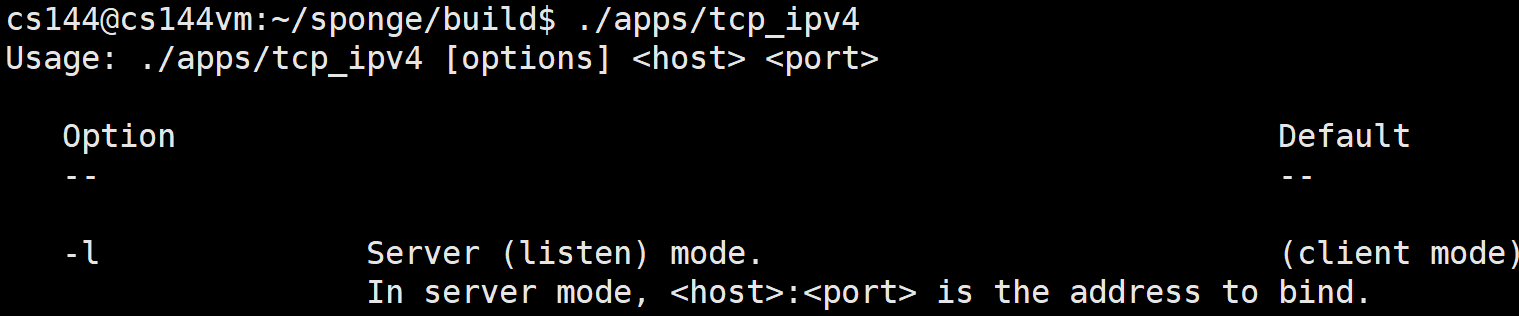 cs144@cs144vm:~/sponge/build$ ./apps/tcp_ipv4
Usage: ./apps/tcp_ipv4 [options] <host> <port>
Option Default
-- --
-l Server (listen) mode. (client mode)
In server mode, <host>:<port> is the address to bind.